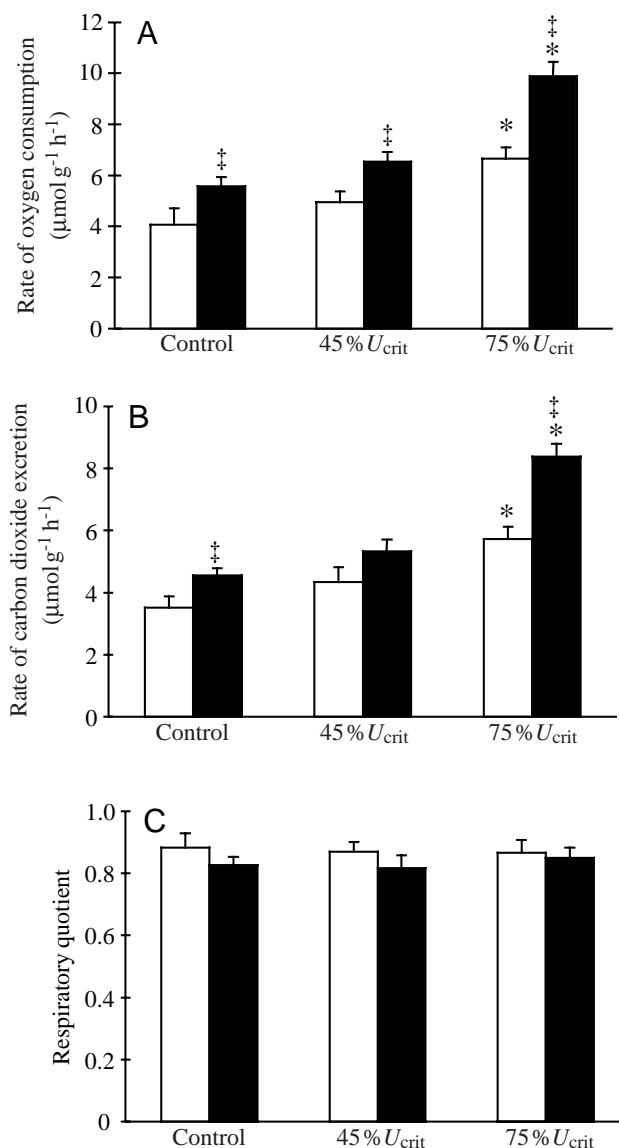 A
Rate of oxygen consumption
(μmol g⁻¹ h⁻¹)
12
10
8
6
4
2
0
‡
‡
*
‡
*
Control
45 % Ucrit
75 % Ucrit
B
Rate of carbon dioxide excretion
(μmol g⁻¹ h⁻¹)
10
8
6
4
2
0
‡
*
‡
*
Control
45 % Ucrit
75 % Ucrit
C
Respiratory quotient
1.0
0.8
0.6
0.4
0.2
0
Control
45 % Ucrit
75 % Ucrit